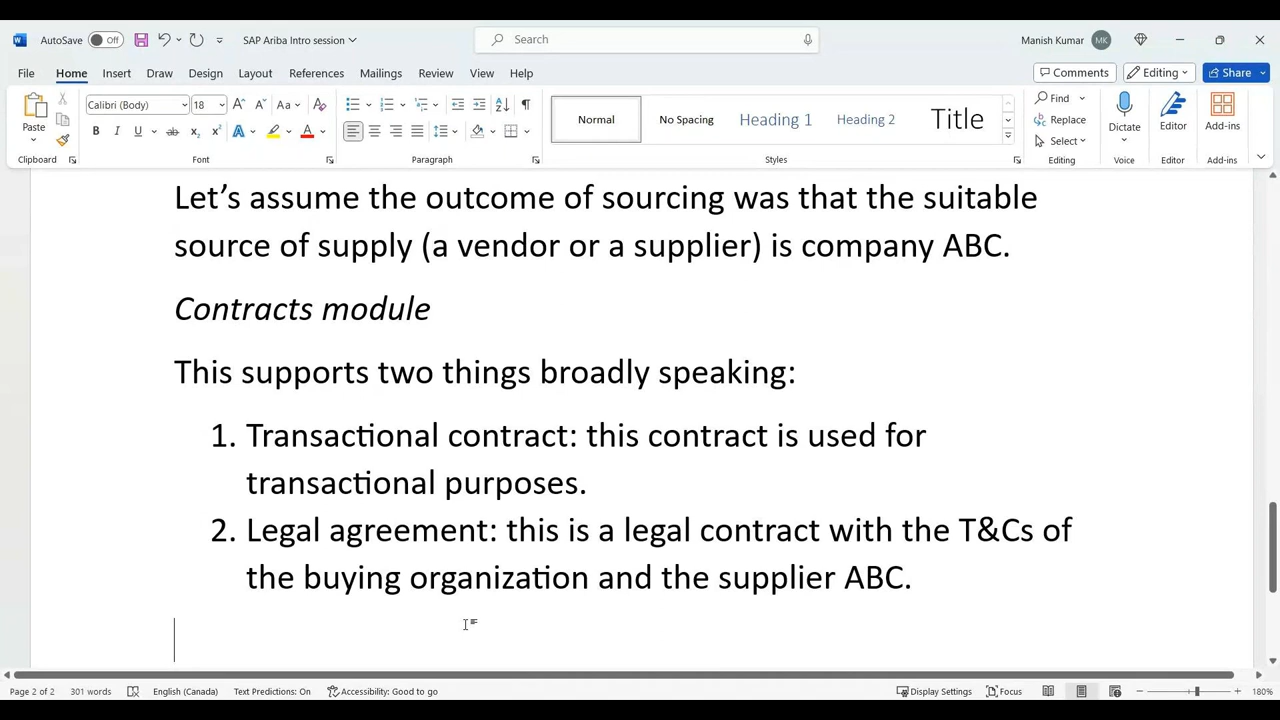 AutoSave Off SAP Ariba Intro session Search Manish Kumar MK
File Home Insert Draw Design Layout References Mailings Review View Help Comments Editing Share
Paste Calibri (Body) 18 Aa Normal No Spacing Heading 1 Heading 2 Title Find Replace Select Dictate Editor Add-ins
B I U ab x₂ x² A A
Clipboard Font Paragraph Styles Editing Voice Editor Add-ins
Let’s assume the outcome of sourcing was that the suitable
source of supply (a vendor or a supplier) is company ABC.
Contracts module
This supports two things broadly speaking:
1. Transactional contract: this contract is used for
transactional purposes.
2. Legal agreement: this is a legal contract with the T&Cs of
the buying organization and the supplier ABC.
Page 2 of 2 301 words English (Canada) Text Predictions: On Accessibility: Good to go Display Settings Focus 180%